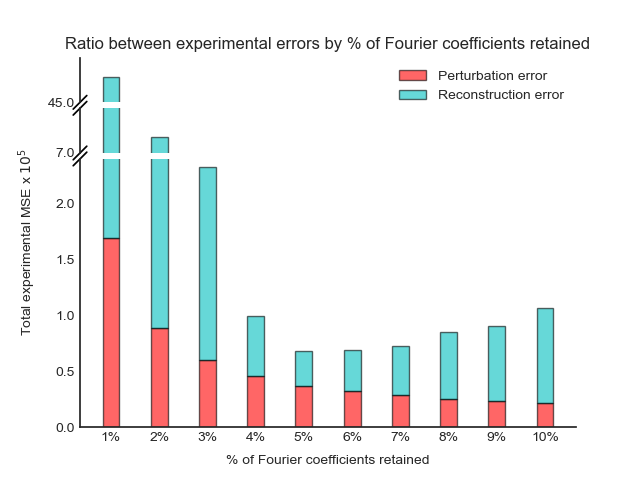 Ratio between experimental errors by % of Fourier coefficients retained
Perturbation error
Reconstruction error
45.0
7.0
2.0
1.5
1.0
0.5
0.0
Total experimental MSE x 10⁵
1% 2% 3% 4% 5% 6% 7% 8% 9% 10%
% of Fourier coefficients retained